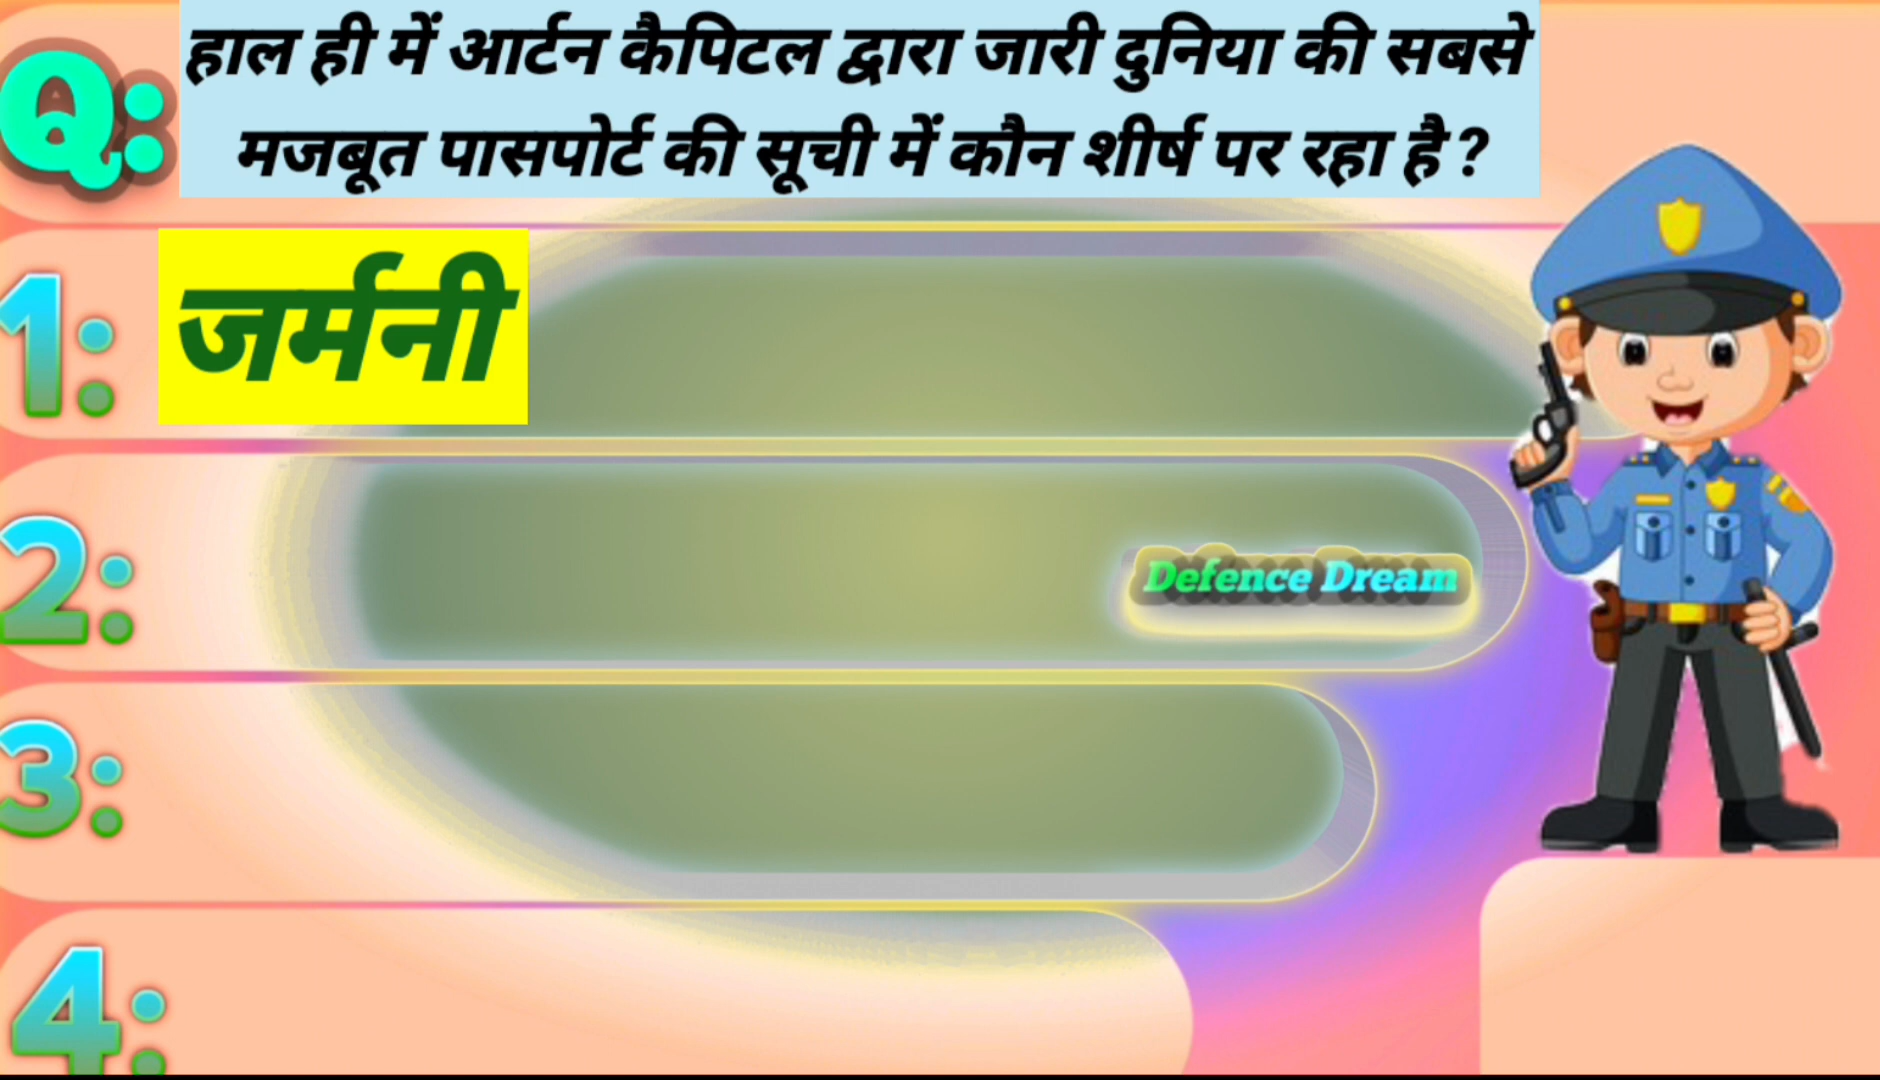 Q: हाल ही में आर्टन कैपिटल द्वारा जारी दुनिया की सबसे
मजबूत पासपोर्ट की सूची में कौन शीर्ष पर रहा है ?
1: जर्मनी
2:
Defence Dream
3:
4: